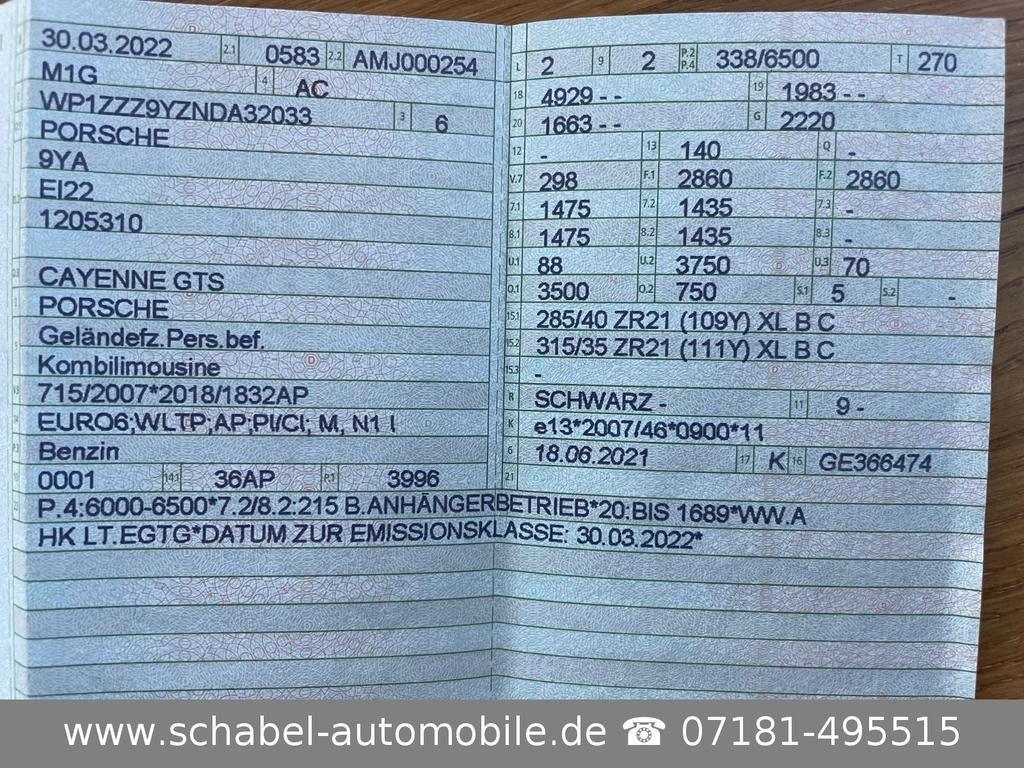 30.03.2022 2.1 0583 2.2 AMJ000254
M1G 4 AC
WP1ZZZ9YZNDA32033 3 6
PORSCHE
9YA
EI22
1205310
CAYENNE GTS
PORSCHE
Geländefz.Pers.bef.
Kombilimousine
715/2007*2018/1832AP
EURO6;WLTP;AP;PI/CI; M, N1 I
Benzin
0001 14.1 36AP P.1 3996
L 2 9 2 P.2 P.4 338/6500 T 270
18 4929 - - 19 1983 - -
20 1663 - - G 2220
12 - 13 140 Q -
V.7 298 F.1 2860 F.2 2860
7.1 1475 7.2 1435 7.3 -
8.1 1475 8.2 1435 8.3 -
U.1 88 U.2 3750 U.3 70
O.1 3500 O.2 750 S.1 5 S.2 -
15.1 285/40 ZR21 (109Y) XL B C
15.2 315/35 ZR21 (111Y) XL B C
15.3 -
R SCHWARZ - 11 9 -
K e13*2007/46*0900*11
6 18.06.2021 17 K 16 GE366474
21
P.4:6000-6500*7.2/8.2:215 B.ANHÄNGERBETRIEB*20:BIS 1689*WW.A
HK LT.EGTG*DATUM ZUR EMISSIONSKLASSE: 30.03.2022*
www.schabel-automobile.de ☎ 07181-495515